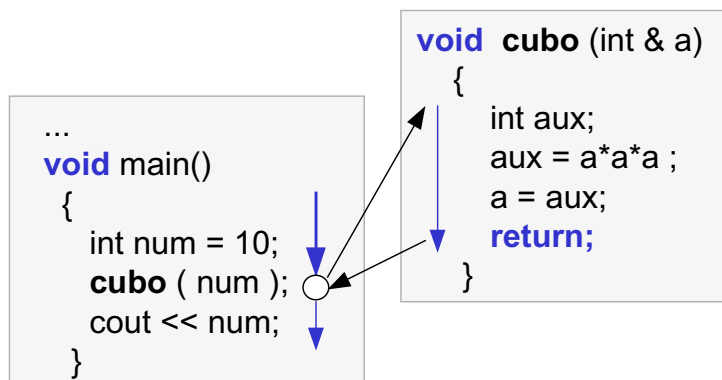 ...
void main()
{
int num = 10;
cubo ( num );
cout << num;
}
void cubo (int & a)
{
int aux;
aux = a*a*a ;
a = aux;
return;
}